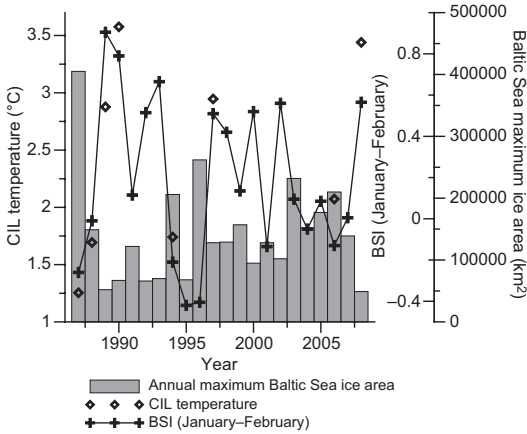 CIL temperature (°C)
3.5
3
2.5
2
1.5
1
1990
1995
2000
2005
Year
BSI (January–February)
0.8
0.4
0
–0.4
Baltic Sea maximum
ice area (km²)
500000
400000
300000
200000
100000
0
Annual maximum Baltic Sea ice area
CIL temperature
BSI (January–February)